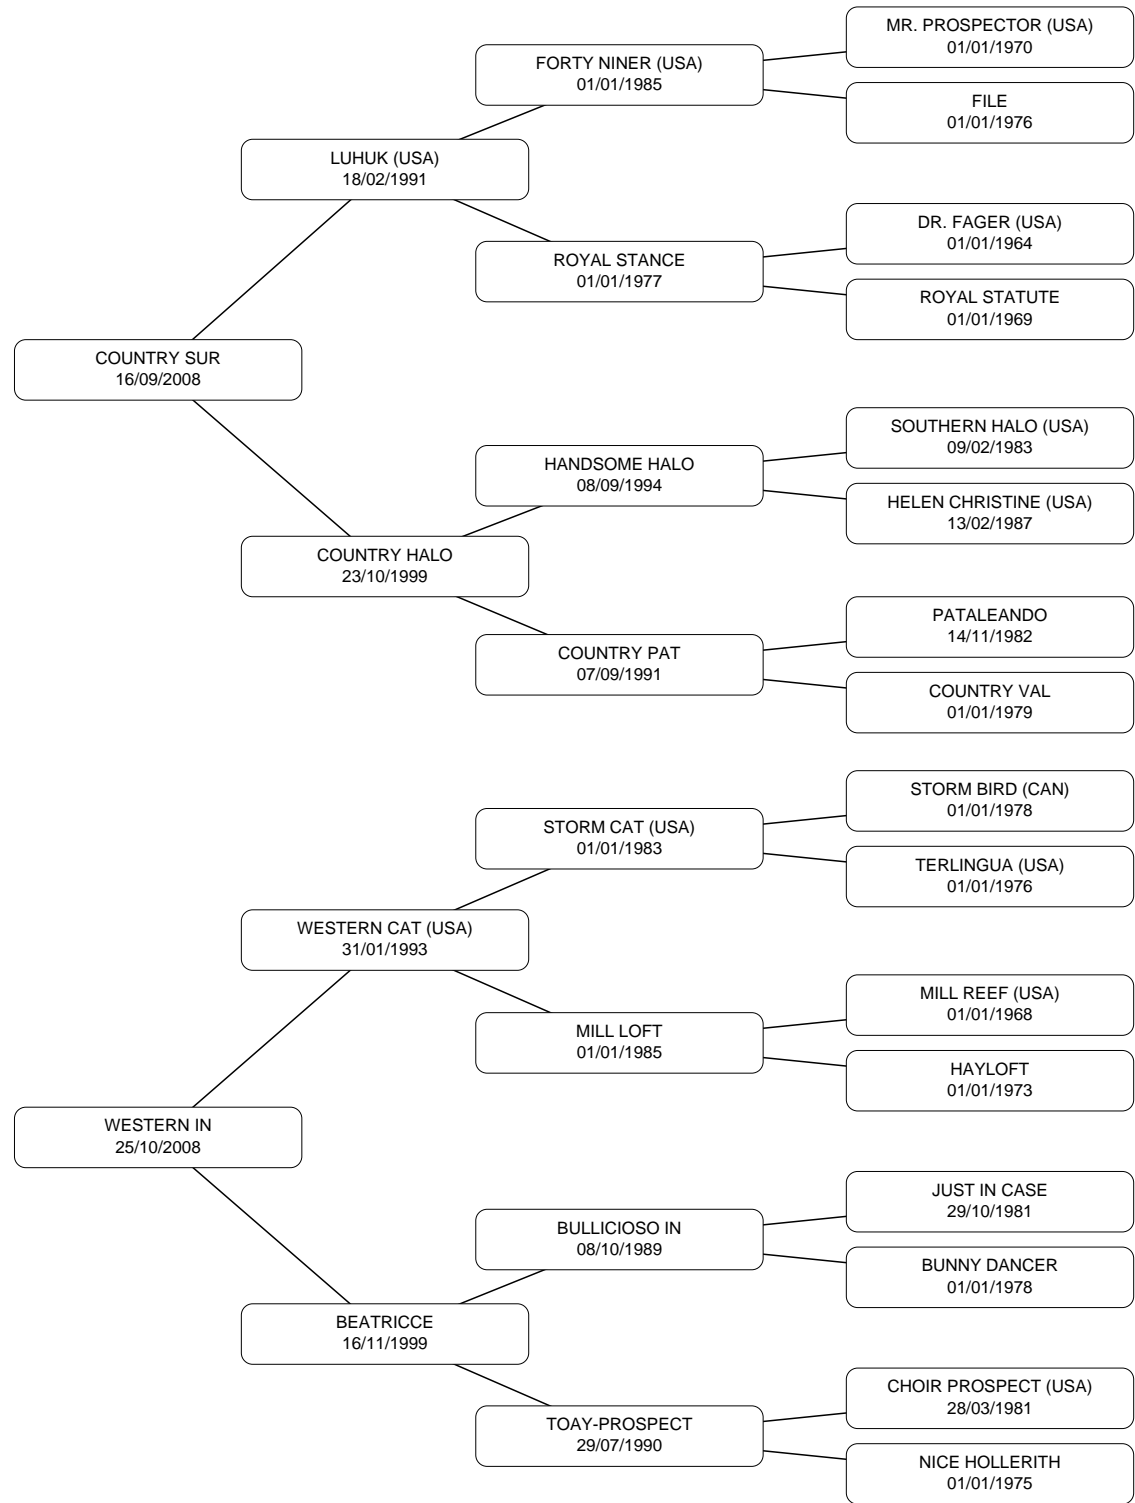 MR. PROSPECTOR (USA)
01/01/1970
FORTY NINER (USA)
01/01/1985
FILE
01/01/1976
LUHUK (USA)
18/02/1991
DR. FAGER (USA)
01/01/1964
ROYAL STANCE
01/01/1977
ROYAL STATUTE
01/01/1969
COUNTRY SUR
16/09/2008
SOUTHERN HALO (USA)
09/02/1983
HANDSOME HALO
08/09/1994
HELEN CHRISTINE (USA)
13/02/1987
COUNTRY HALO
23/10/1999
PATALEANDO
14/11/1982
COUNTRY PAT
07/09/1991
COUNTRY VAL
01/01/1979
STORM BIRD (CAN)
01/01/1978
STORM CAT (USA)
01/01/1983
TERLINGUA (USA)
01/01/1976
WESTERN CAT (USA)
31/01/1993
MILL REEF (USA)
01/01/1968
MILL LOFT
01/01/1985
HAYLOFT
01/01/1973
WESTERN IN
25/10/2008
JUST IN CASE
29/10/1981
BULLICIOSO IN
08/10/1989
BUNNY DANCER
01/01/1978
BEATRICCE
16/11/1999
CHOIR PROSPECT (USA)
28/03/1981
TOAY-PROSPECT
29/07/1990
NICE HOLLERITH
01/01/1975